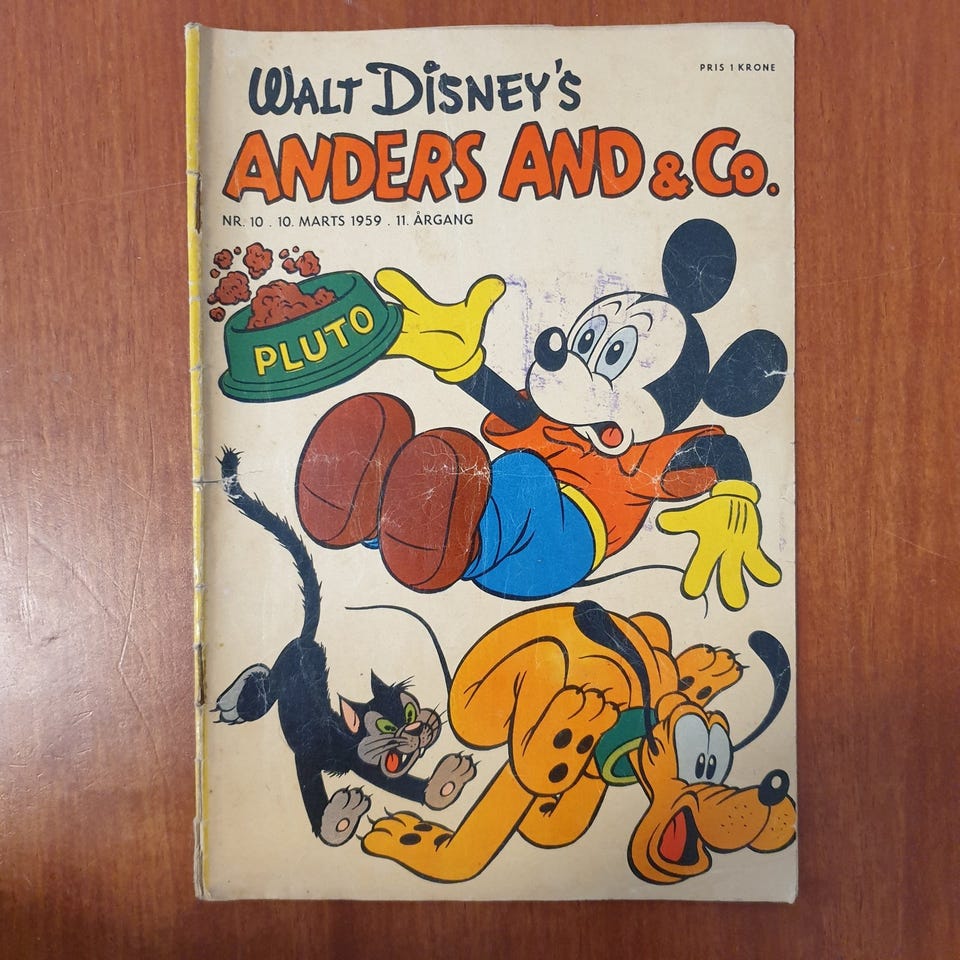 PRIS 1 KRONE
WALT DISNEY'S
ANDERS AND & Co.
NR. 10 . 10. MARTS 1959 . 11. ÅRGANG
PLUTO